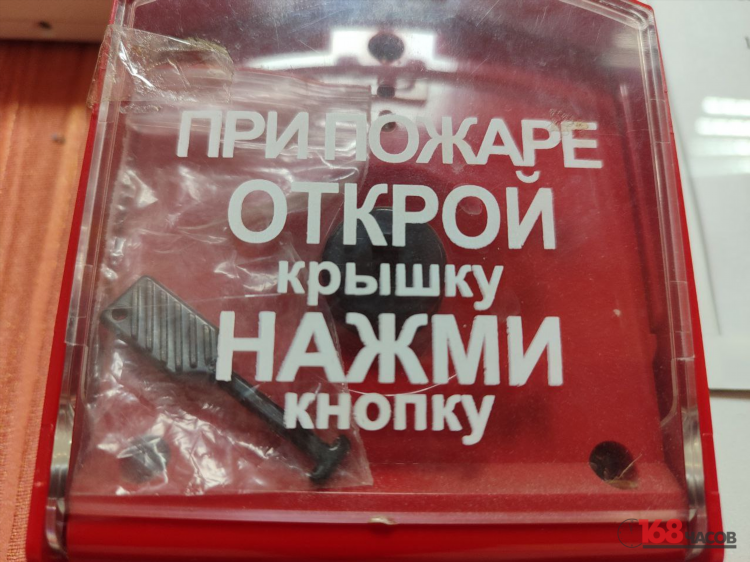 ПРИ ПОЖАРЕ
ОТКРОЙ
крышку
НАЖМИ
кнопку
168 ЧАСОВ